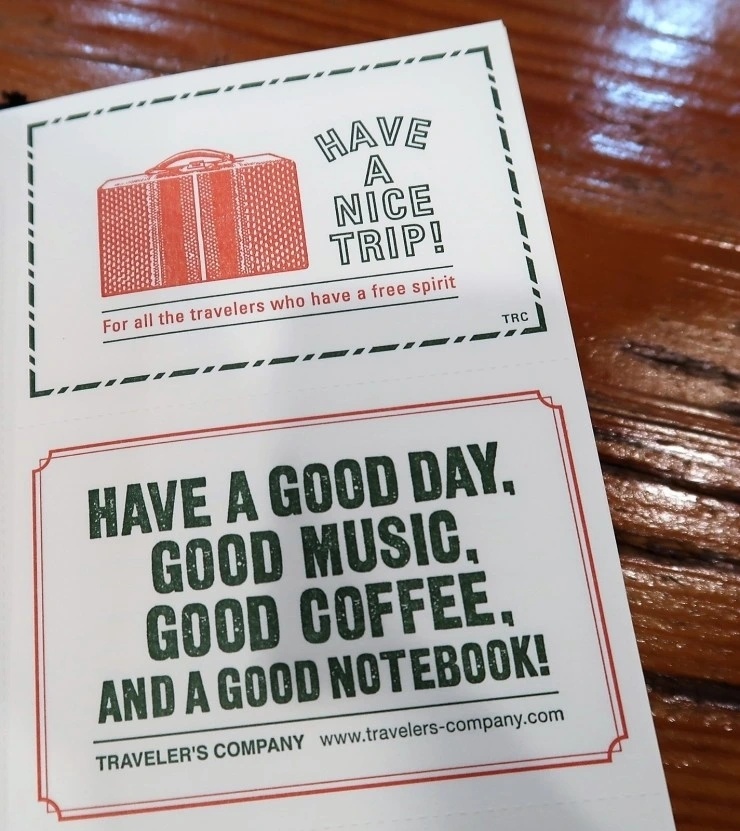 HAVE
A
NICE
TRIP!
For all the travelers who have a free spirit
TRC
HAVE A GOOD DAY,
GOOD MUSIC,
GOOD COFFEE,
AND A GOOD NOTEBOOK!
TRAVELER'S COMPANY www.travelers-company.com